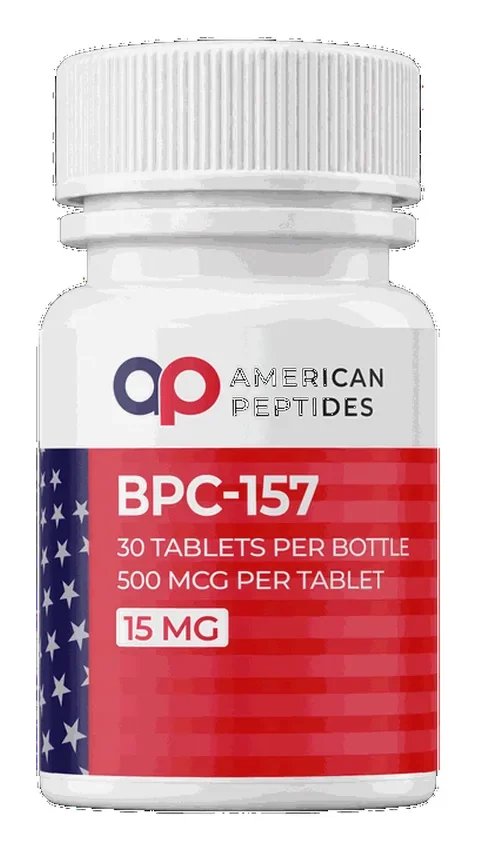 ap AMERICAN
PEPTIDES
BPC-157
30 TABLETS PER BOTTLE
500 MCG PER TABLET
15 MG